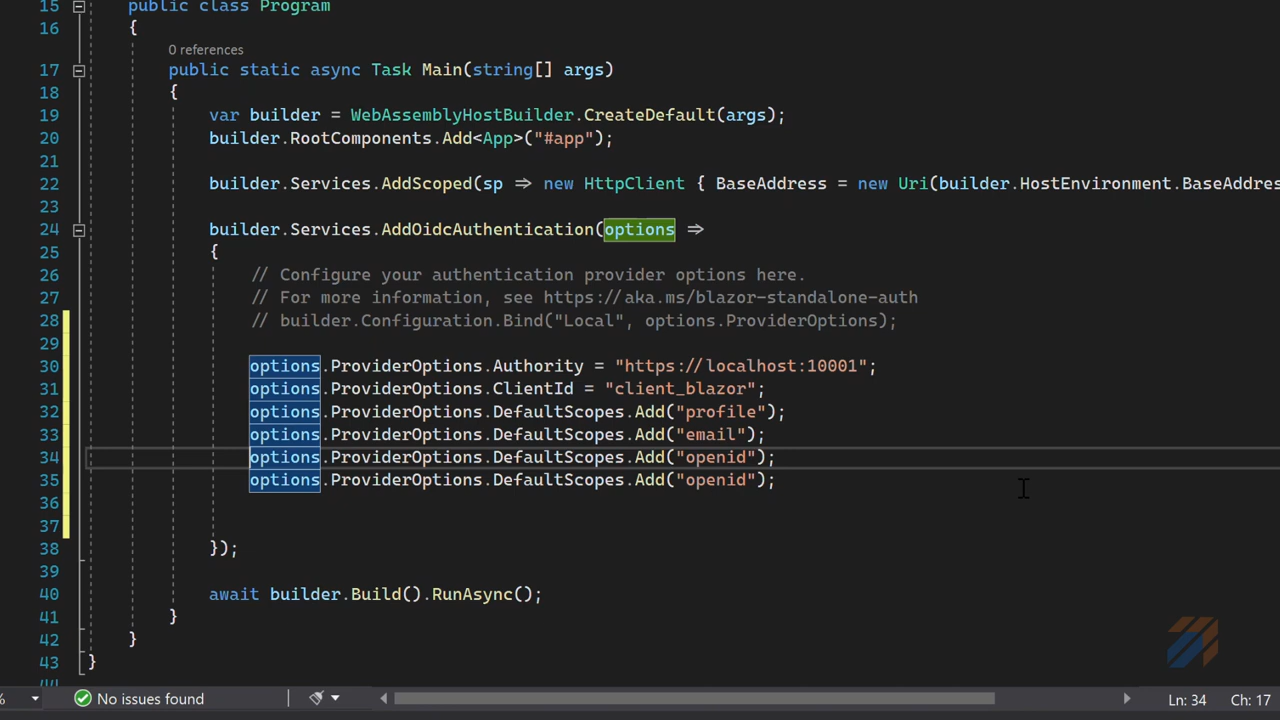 15 public class Program
16 {
0 references
17 public static async Task Main(string[] args)
18 {
19 var builder = WebAssemblyHostBuilder.CreateDefault(args);
20 builder.RootComponents.Add<App>("#app");
21
22 builder.Services.AddScoped(sp => new HttpClient { BaseAddress = new Uri(builder.HostEnvironment.BaseAddres
23
24 builder.Services.AddOidcAuthentication(options =>
25 {
26 // Configure your authentication provider options here.
27 // For more information, see https://aka.ms/blazor-standalone-auth
28 // builder.Configuration.Bind("Local", options.ProviderOptions);
29
30 options.ProviderOptions.Authority = "https://localhost:10001";
31 options.ProviderOptions.ClientId = "client_blazor";
32 options.ProviderOptions.DefaultScopes.Add("profile");
33 options.ProviderOptions.DefaultScopes.Add("email");
34 options.ProviderOptions.DefaultScopes.Add("openid");
35 options.ProviderOptions.DefaultScopes.Add("openid");
36
37
38 });
39
40 await builder.Build().RunAsync();
41 }
42 }
43 }
44
% No issues found Ln: 34 Ch: 17